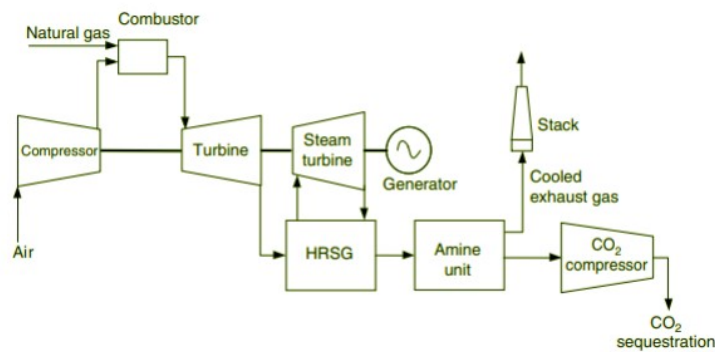 Combustor
Natural gas
Compressor
Turbine
Steam
turbine
Generator
Stack
Cooled
exhaust gas
Air
HRSG
Amine
unit
CO₂
compressor
CO₂
sequestration